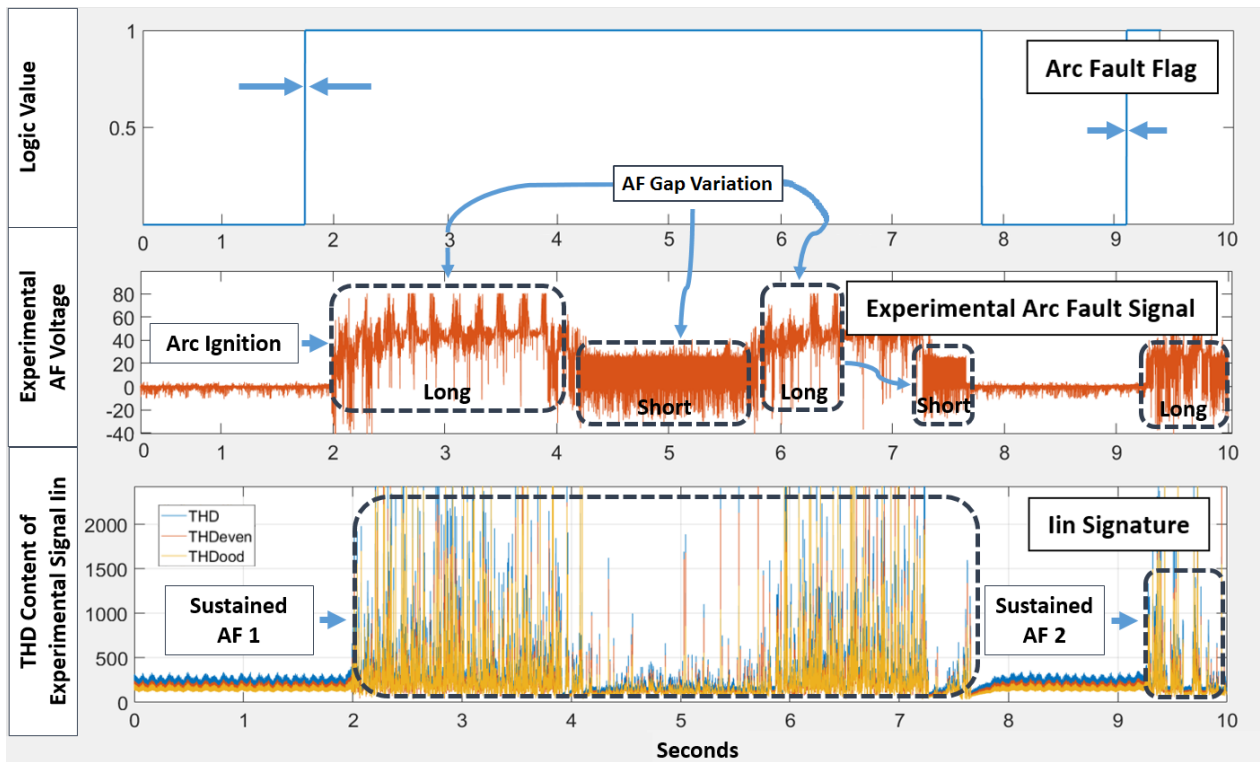 Logic Value
1
0.5
Arc Fault Flag
AF Gap Variation
0 1 2 3 4 5 6 7 8 9 10
Experimental
AF Voltage
80
60
40
20
0
-20
-40
Arc Ignition
Experimental Arc Fault Signal
Long
Short
Long
Short
Long
0 1 2 3 4 5 6 7 8 9 10
THD Content of
Experimental Signal Iin
2000
1500
1000
500
0
THD
THDeven
THDood
Iin Signature
Sustained
AF 1
Sustained
AF 2
0 1 2 3 4 5 6 7 8 9 10
Seconds